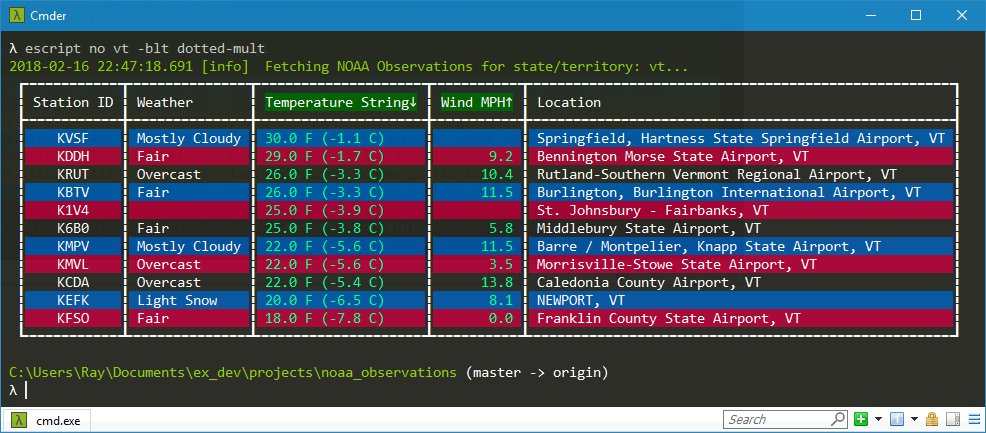 Cmder
λ escript no vt -blt dotted-mult
2018-02-16 22:47:18.691 [info]  Fetching NOAA Observations for state/territory: vt...
Station ID Weather Temperature String↓ Wind MPH↑ Location
KVSF Mostly Cloudy 30.0 F (-1.1 C) Springfield, Hartness State Springfield Airport, VT
KDDH Fair 29.0 F (-1.7 C) 9.2 Bennington Morse State Airport, VT
KRUT Overcast 26.0 F (-3.3 C) 10.4 Rutland-Southern Vermont Regional Airport, VT
KBTV Fair 26.0 F (-3.3 C) 11.5 Burlington, Burlington International Airport, VT
K1V4 25.0 F (-3.9 C) St. Johnsbury - Fairbanks, VT
K6B0 Fair 25.0 F (-3.8 C) 5.8 Middlebury State Airport, VT
KMPV Mostly Cloudy 22.0 F (-5.6 C) 11.5 Barre / Montpelier, Knapp State Airport, VT
KMVL Overcast 22.0 F (-5.6 C) 3.5 Morrisville-Stowe State Airport, VT
KCDA Overcast 22.0 F (-5.4 C) 13.8 Caledonia County Airport, VT
KEFK Light Snow 20.0 F (-6.5 C) 8.1 NEWPORT, VT
KFSO Fair 18.0 F (-7.8 C) 0.0 Franklin County State Airport, VT
C:\Users\Ray\Documents\ex_dev\projects\noaa_observations (master -> origin)
λ
λ cmd.exe Search